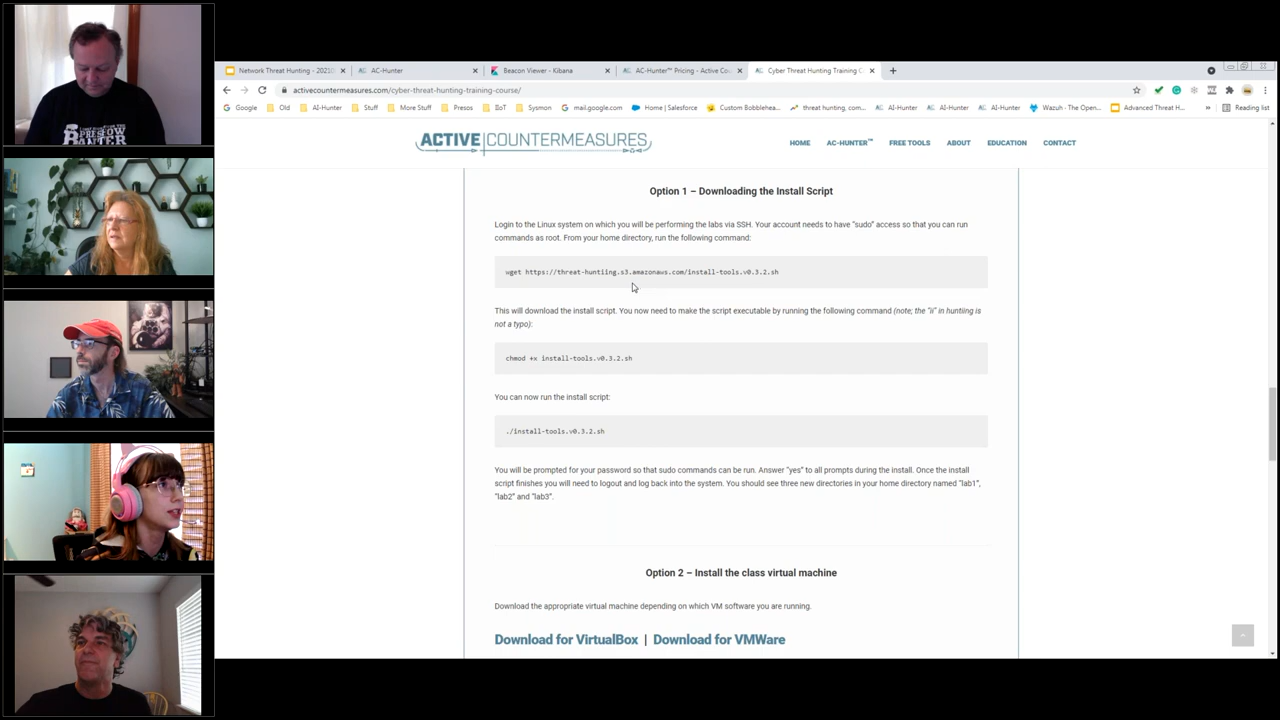 Network Threat Hunting - 20210
AC-Hunter
Beacon Viewer - Kibana
AC-Hunter™ Pricing - Active Cou
Cyber Threat Hunting Training C
activecountermeasures.com/cyber-threat-hunting-training-course/
Google
Old
AI-Hunter
Stuff
More Stuff
Presos
IIoT
Sysmon
mail.google.com
Home | Salesforce
Custom Bobblehea...
threat hunting, com...
AI-Hunter
AI-Hunter
AI-Hunter
Wazuh - The Open...
Advanced Threat H...
Reading list
ACTIVE COUNTERMEASURES
HOME
AC-HUNTER™
FREE TOOLS
ABOUT
EDUCATION
CONTACT
Option 1 – Downloading the Install Script
Login to the Linux system on which you will be performing the labs via SSH. Your account needs to have "sudo" access so that you can run
commands as root. From your home directory, run the following command:
wget https://threat-huntiing.s3.amazonaws.com/install-tools.v0.3.2.sh
This will download the install script. You now need to make the script executable by running the following command (note; the "ii" in huntiing is
not a typo):
chmod +x install-tools.v0.3.2.sh
You can now run the install script:
./install-tools.v0.3.2.sh
You will be prompted for your password so that sudo commands can be run. Answer "yes" to all prompts during the install. Once the install
script finishes you will need to logout and log back into the system. You should see three new directories in your home directory named "lab1",
"lab2" and "lab3".
Option 2 – Install the class virtual machine
Download the appropriate virtual machine depending on which VM software you are running.
Download for VirtualBox | Download for VMWare
PRESHOW
BANTER